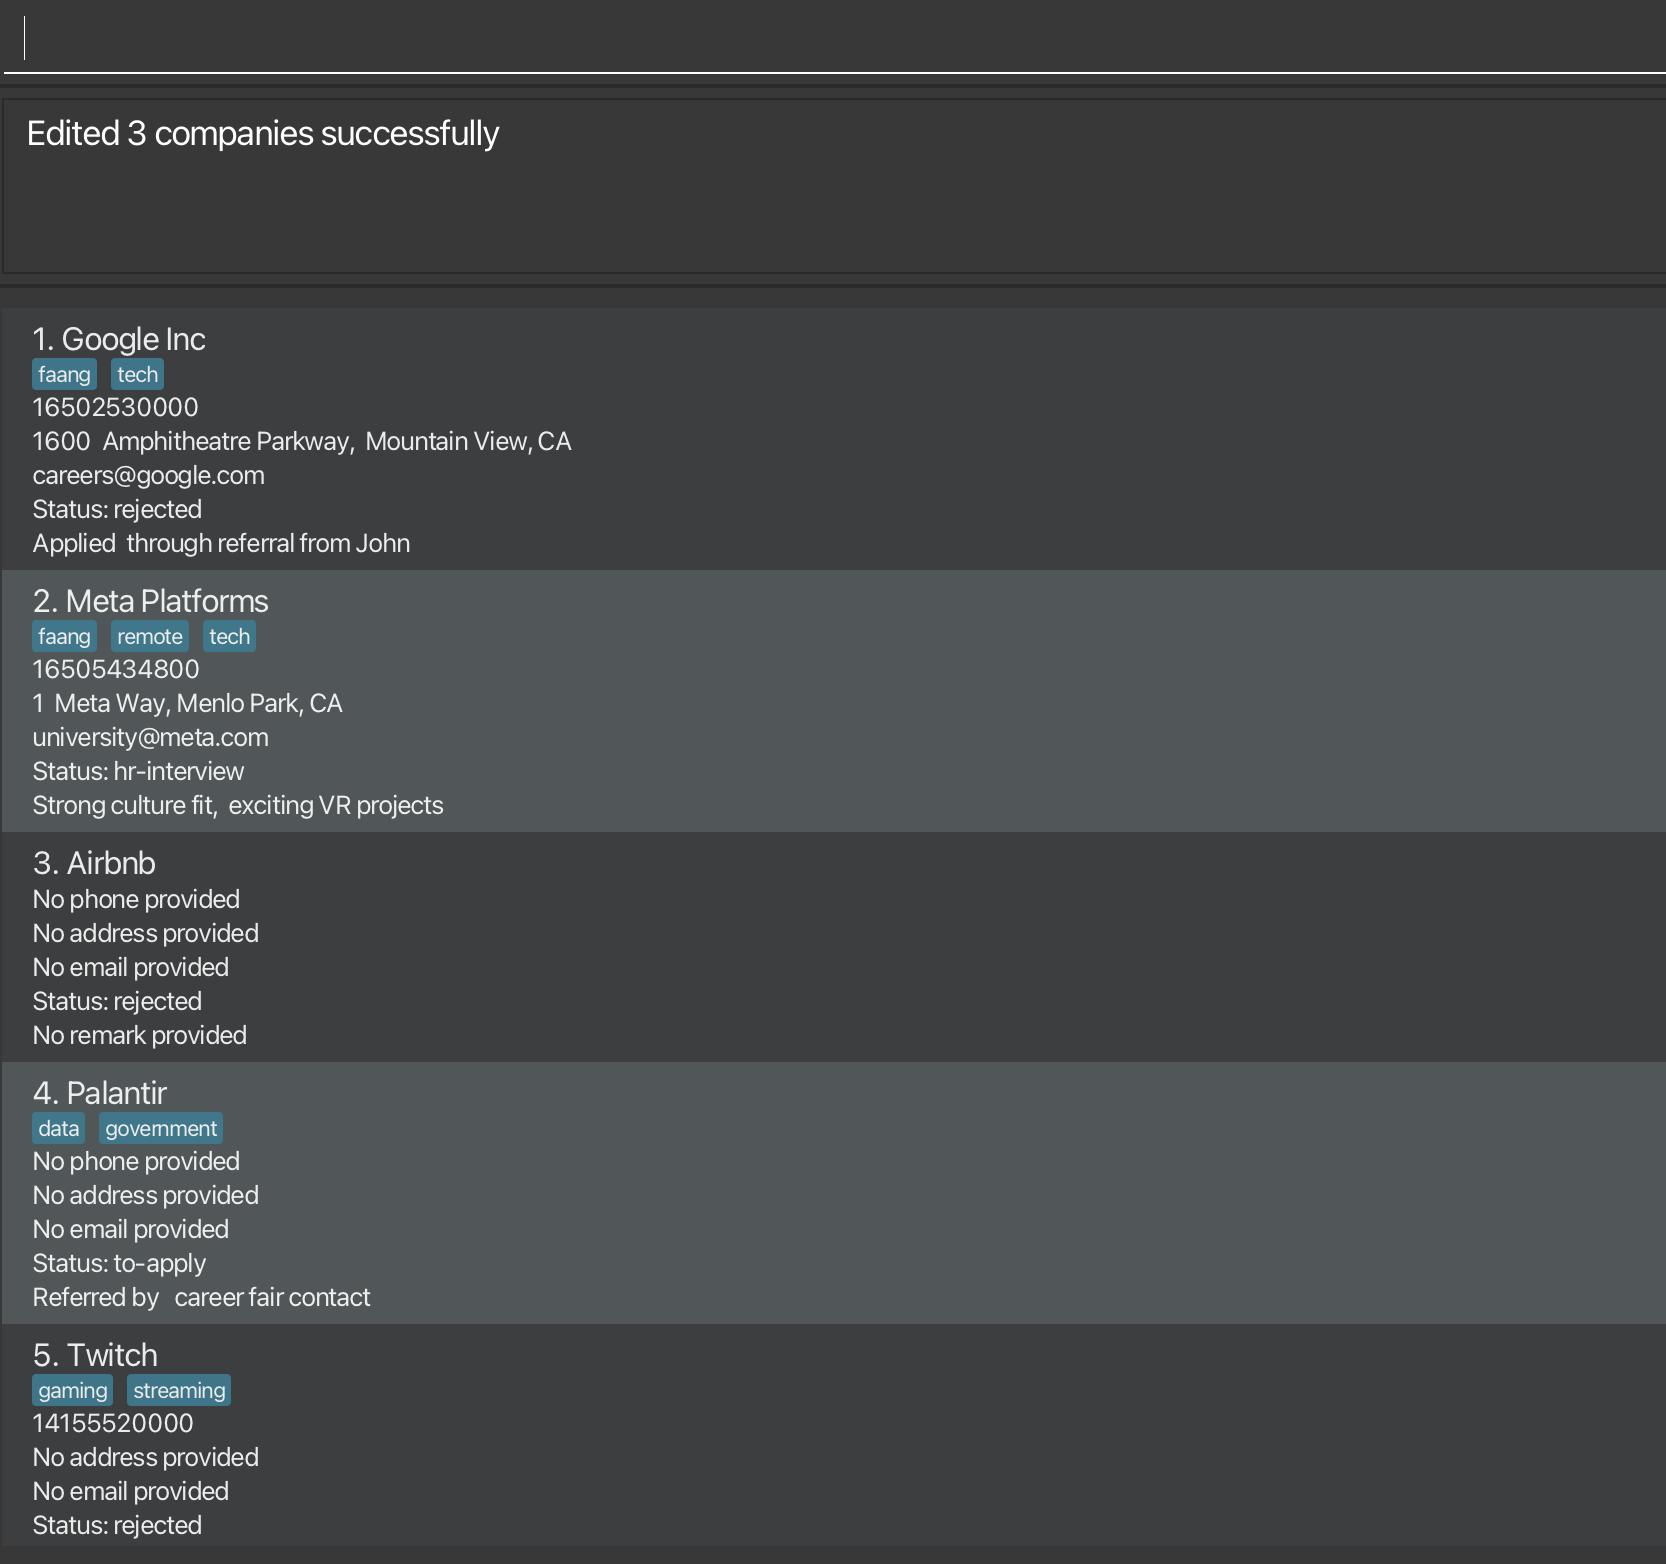 Edited 3 companies successfully
1. Google Inc
faang tech
16502530000
1600 Amphitheatre Parkway, Mountain View, CA
careers@google.com
Status: rejected
Applied through referral from John
2. Meta Platforms
faang remote tech
16505434800
1 Meta Way, Menlo Park, CA
university@meta.com
Status: hr-interview
Strong culture fit, exciting VR projects
3. Airbnb
No phone provided
No address provided
No email provided
Status: rejected
No remark provided
4. Palantir
data government
No phone provided
No address provided
No email provided
Status: to-apply
Referred by career fair contact
5. Twitch
gaming streaming
14155520000
No address provided
No email provided
Status: rejected